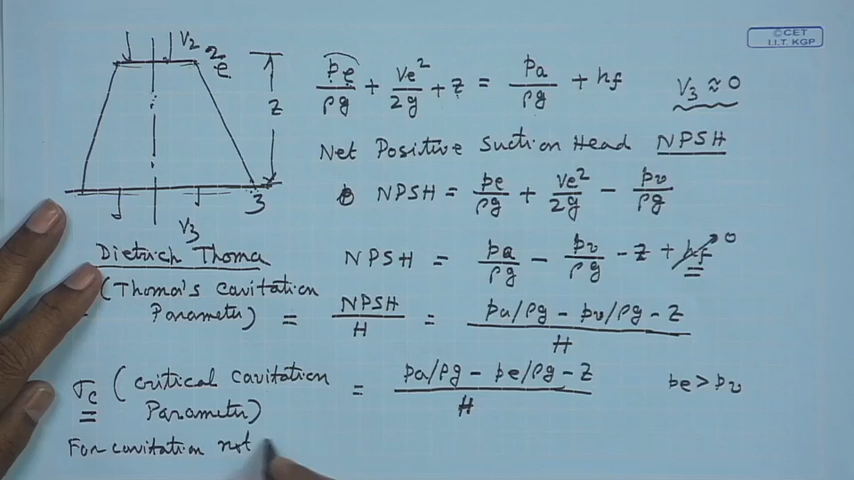 ©CET
I.I.T. KGP
V₂
2
e
z
3
V₃
pe/ρg + Ve²/2g + z = pa/ρg + hf
V₃ ≈ 0
Net Positive Suction Head NPSH
NPSH = pe/ρg + Ve²/2g − pv/ρg
NPSH = pa/ρg − pv/ρg − z + hf 0
Dietrich Thoma
(Thoma's cavitation
Parameter) = NPSH/H = (pa/ρg − pv/ρg − z)/H
σc (critical cavitation
Parameter) = (pa/ρg − pe/ρg − z)/H
pe > pv
For cavitation not